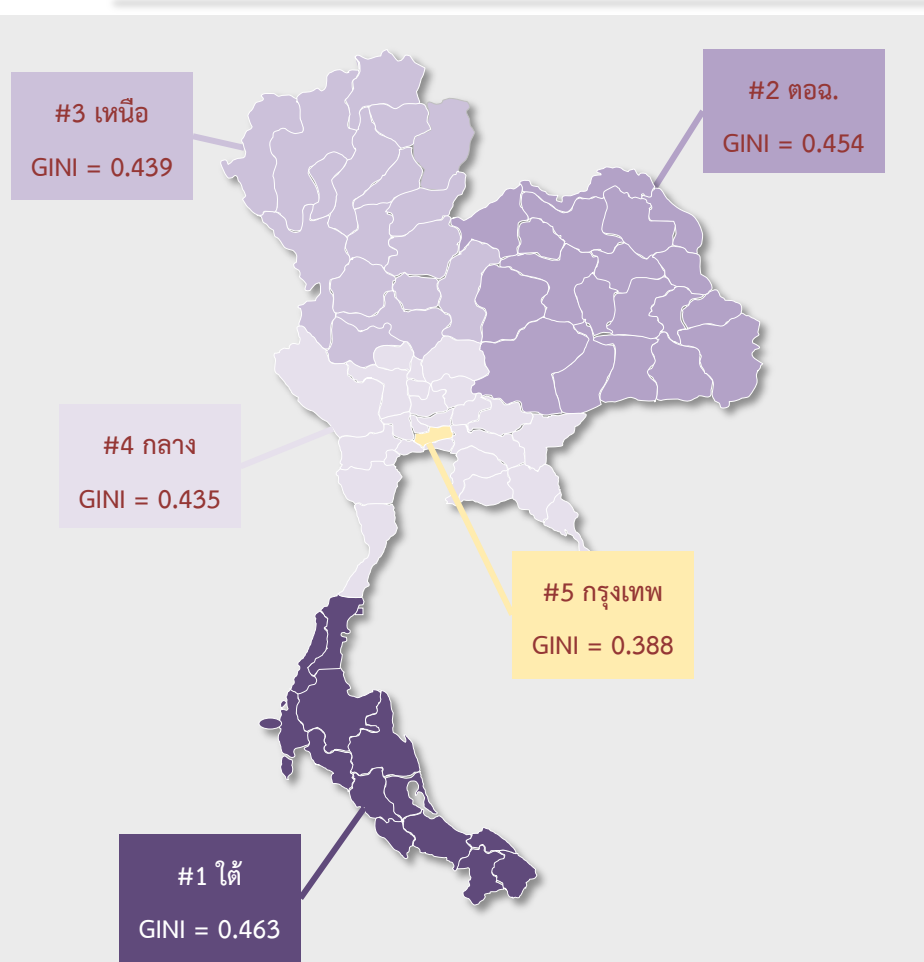 #3 เหนือ
GINI = 0.439
#2 ตอฉ.
GINI = 0.454
#4 กลาง
GINI = 0.435
#5 กรุงเทพ
GINI = 0.388
#1 ใต้
GINI = 0.463